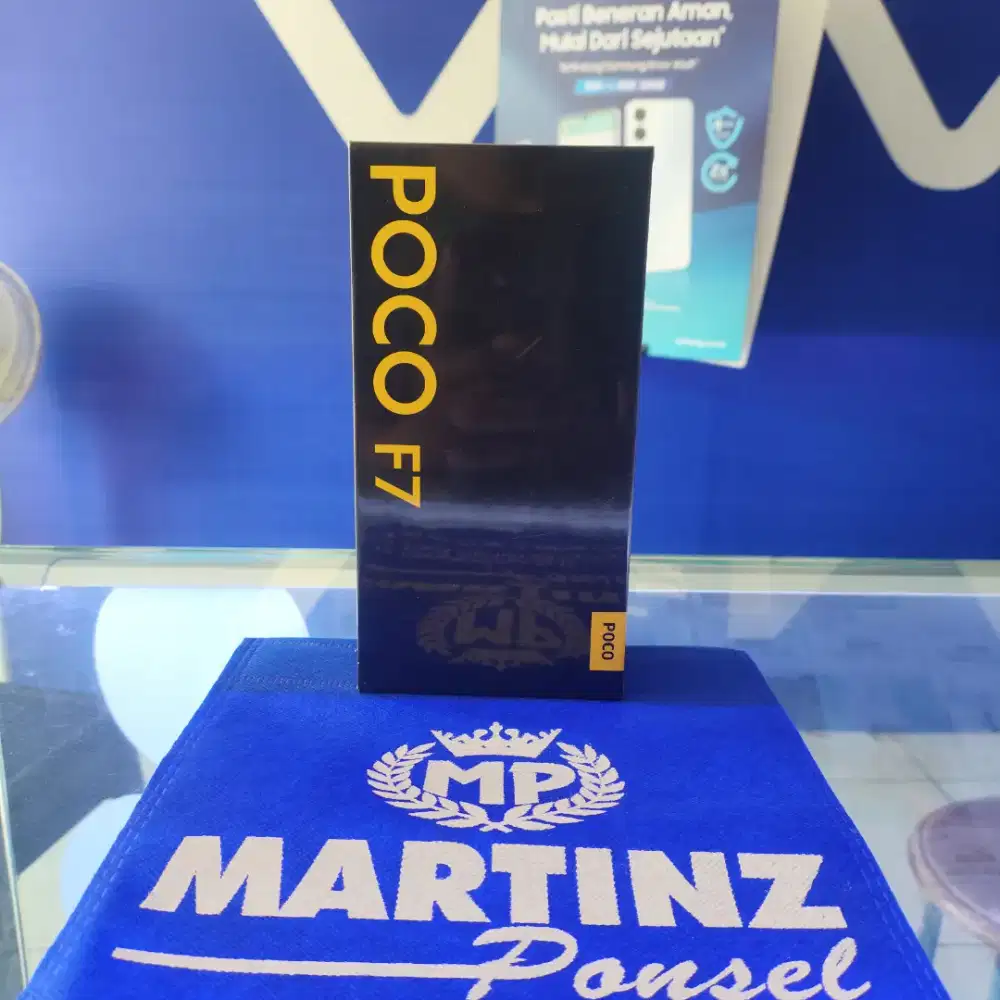 Pasti Beneran Aman,
Mulai Dari Sejutaan*
POCO F7
POCO
MP
MARTINZ
Ponsel